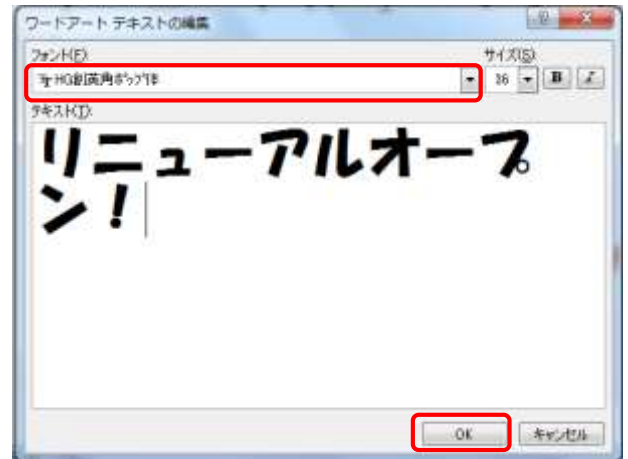 ワードアート テキストの編集
フォント(F): サイズ(S):
HG創英角ポップ体 36 B I
テキスト(T):
リニューアルオープ
ン！
OK キャンセル